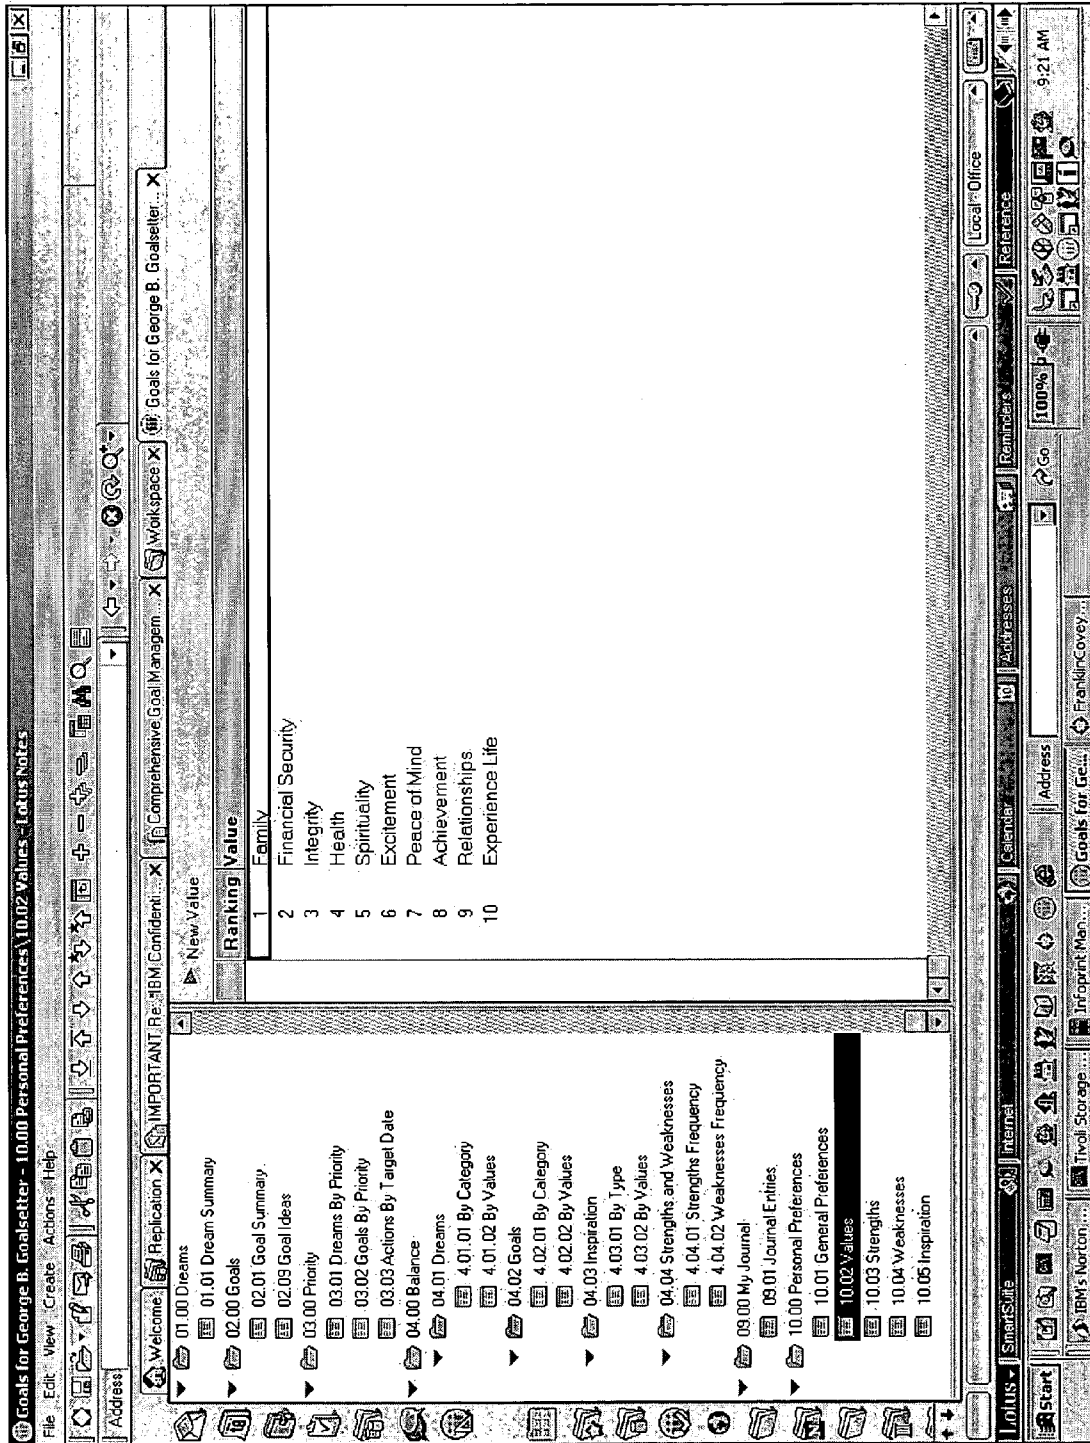 Goals for George B. Goalsetter - 10.00 Personal Preferences\10.02 Values - Lotus Notes
File Edit View Create Actions Help
Address
Welcome Replication IMPORTANT Re: IBM Confidenti... Comprehensive Goal Managem... Workspace Goals for George B. Goalsetter...
01.00 Dreams
01.01 Dream Summary
02.00 Goals
02.01 Goal Summary
02.09 Goal Ideas
03.00 Priority
03.01 Dreams By Priority
03.02 Goals By Priority
03.03 Actions By Target Date
04.00 Balance
04.01 Dreams
4.01.01 By Category
4.01.02 By Values
04.02 Goals
4.02.01 By Category
4.02.02 By Values
04.03 Inspiration
4.03.01 By Type
4.03.02 By Values
04.04 Strengths and Weaknesses
4.04.01 Strengths Frequency
4.04.02 Weaknesses Frequency
09.00 My Journal
09.01 Journal Entries
10.00 Personal Preferences
10.01 General Preferences
10.02 Values
10.03 Strengths
10.04 Weaknesses
10.05 Inspiration
New Value
Ranking Value
1 Family
2 Financial Security
3 Integrity
4 Health
5 Spirituality
6 Excitement
7 Peace of Mind
8 Achievement
9 Relationships
10 Experience Life
Local - Office
Lotus SmartSuite Internet Calendar Addresses Reminders Reference
Start Address Go 100% 9:21 AM
IBM's Norton... Tivoli Storage ... Infoprint Man... Goals for Ge... FranklinCovey...